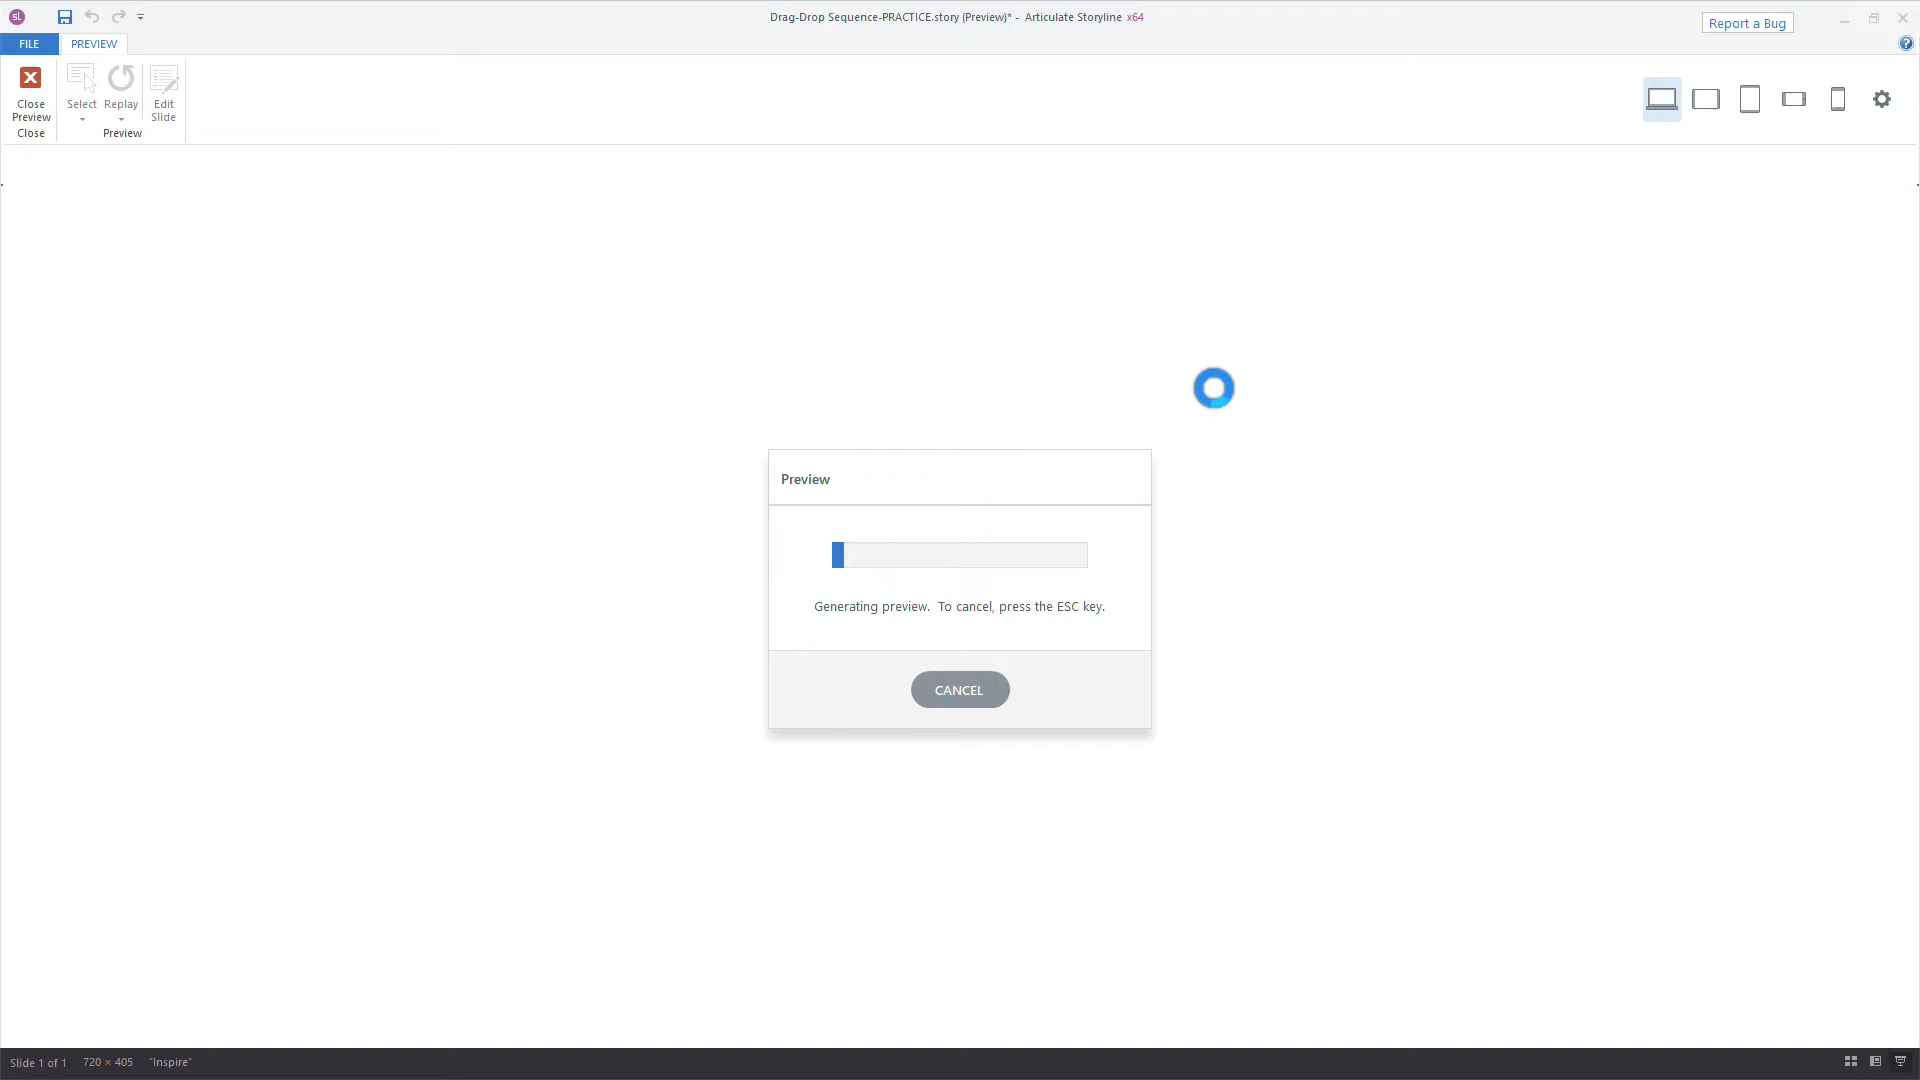 sl
Drag-Drop Sequence-PRACTICE.story (Preview)* - Articulate Storyline x64
Report a Bug
FILE
PREVIEW
?
Close Preview
Select
Replay
Edit Slide
Close
Preview
Preview
Generating preview. To cancel, press the ESC key.
CANCEL
Slide 1 of 1
720 × 405
"Inspire"